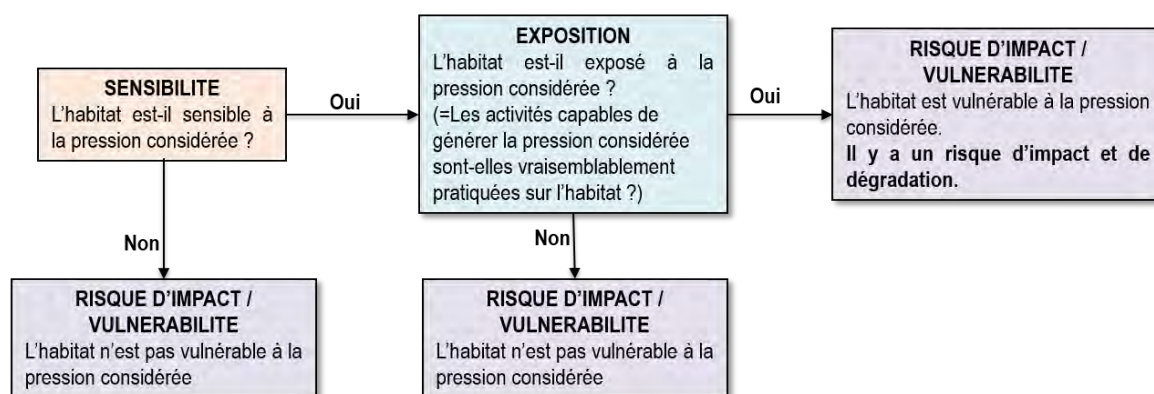 SENSIBILITE
L'habitat est-il sensible à
la pression considérée ?
Oui
EXPOSITION
L'habitat est-il exposé à la
pression considérée ?
(=Les activités capables de
générer la pression considérée
sont-elles vraisemblablement
pratiquées sur l'habitat ?)
Oui
RISQUE D'IMPACT /
VULNERABILITE
L'habitat est vulnérable à la pression
considérée.
Il y a un risque d'impact et de
dégradation.
Non
Non
RISQUE D'IMPACT /
VULNERABILITE
L'habitat n'est pas vulnérable à la
pression considérée
RISQUE D'IMPACT /
VULNERABILITE
L'habitat n'est pas vulnérable à la
pression considérée